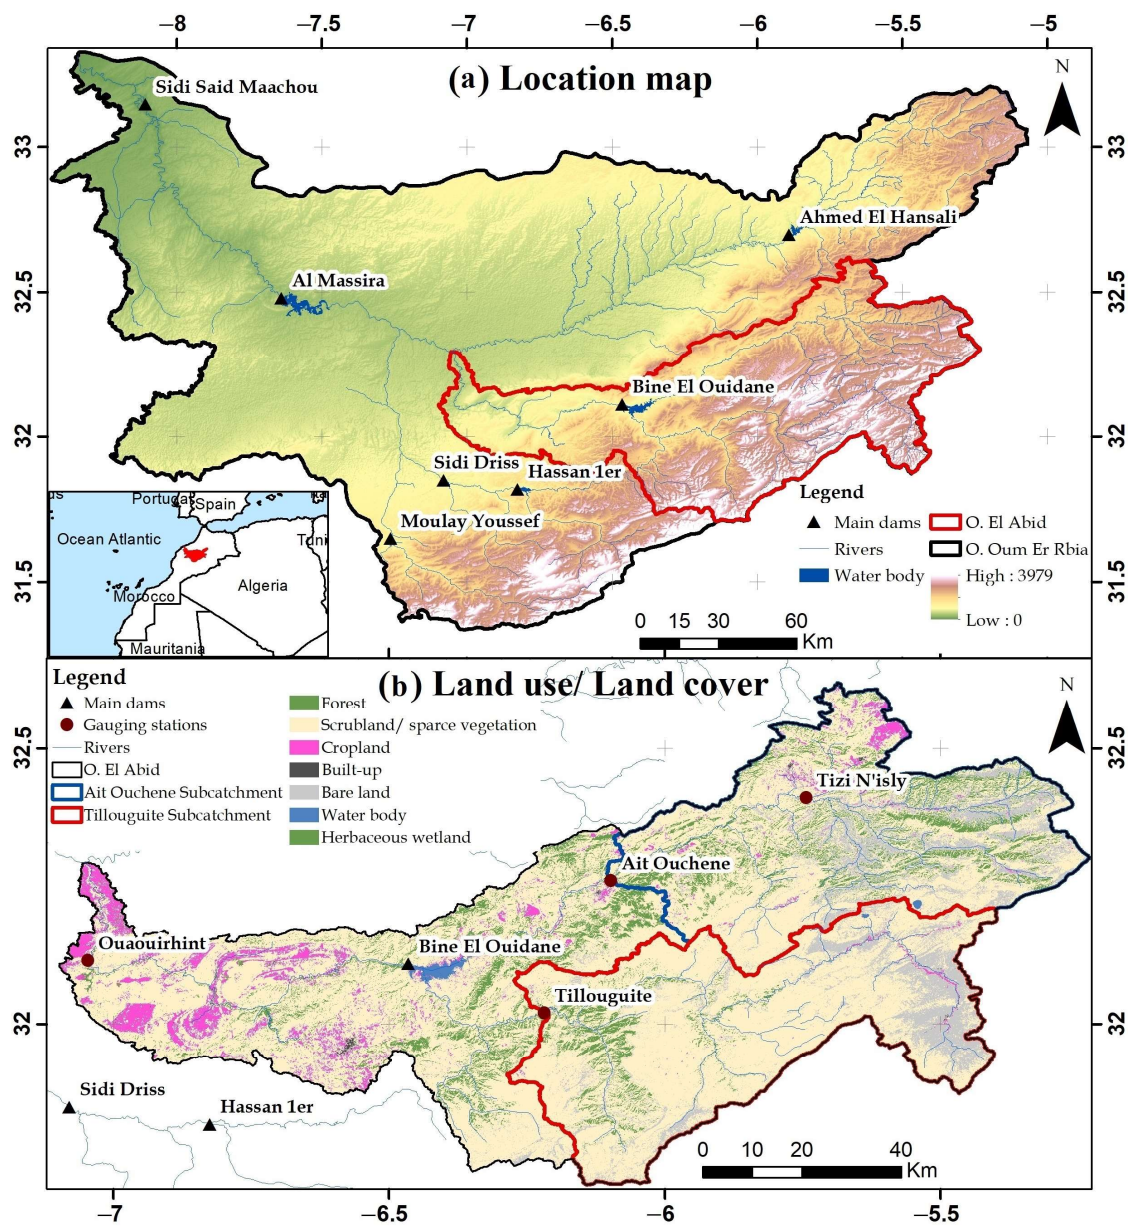 −8 −7.5 −7 −6 −5.5 −5
(a) Location map
N
Sidi Said Maachou
33 33
Ahmed El Hansali
32.5 32.5
Al Massira
Bine El Ouidane
32 32
Sidi Driss
Hassan 1er
Moulay Youssef
31.5 31.5
Legend
Main dams
O. El Abid
Rivers
O. Oum Er Rbia
Water body
High : 3979
Low : 0
0 15 30 60
Km
Portugal
Spain
Ocean Atlantic
Tuni
Algeria
Morocco
Mauritania
(b) Land use/ Land cover
N
Legend
Main dams
Gauging stations
Rivers
O. El Abid
Ait Ouchene Subcatchment
Tillouguite Subcatchment
Forest
Scrubland/ sparce vegetation
Cropland
Built-up
Bare land
Water body
Herbaceous wetland
32.5 32.5
Tizi N'isly
Ait Ouchene
Ouaouirhint
Bine El Ouidane
Tillouguite
32 32
Sidi Driss
Hassan 1er
0 10 20 40
Km
−7 −6.5 −6 −5.5